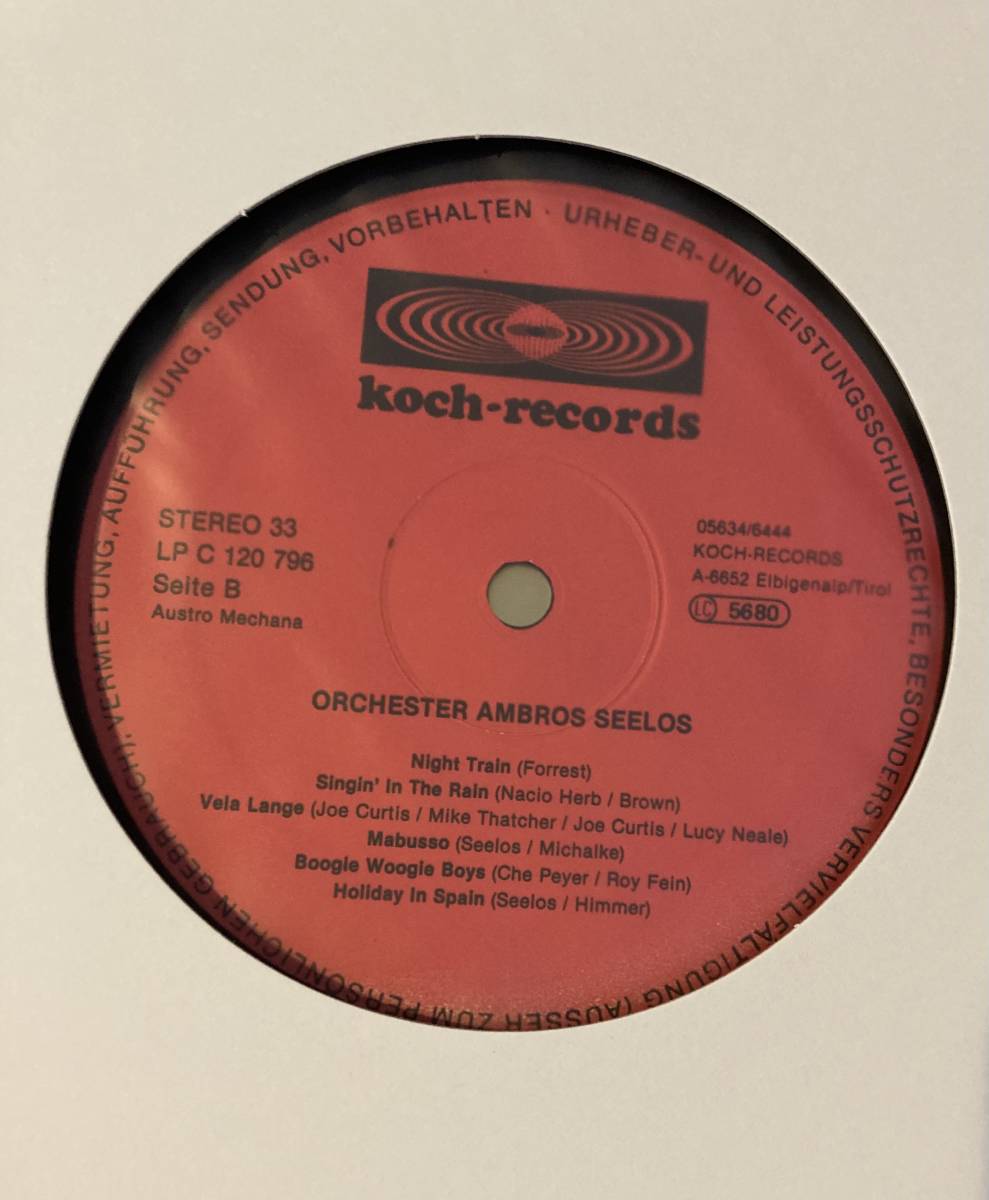 URHEBER- UND LEISTUNGSSCHUTZRECHTE, BESONDERS VERVIELFÄLTIGUNG (AUSSER ZUM PERSÖNLICHEN GEBRAUCH), VERMIETUNG, AUFFÜHRUNG, SENDUNG, VORBEHALTEN ·
koch-records
STEREO 33
LP C 120 796
Seite B
Austro Mechana
05634/6444
KOCH-RECORDS
A-6652 Elbigenalp/Tirol
LC 5680
ORCHESTER AMBROS SEELOS
Night Train (Forrest)
Singin' In The Rain (Nacio Herb / Brown)
Vela Lange (Joe Curtis / Mike Thatcher / Joe Curtis / Lucy Neale)
Mabusso (Seelos / Michalke)
Boogie Woogie Boys (Che Peyer / Roy Fein)
Holiday In Spain (Seelos / Himmer)